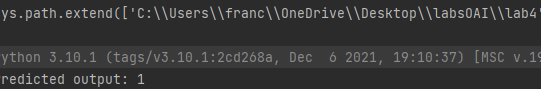 ys.path.extend(['C:\\Users\\franc\\OneDrive\\Desktop\\labsOAI\\lab4'
ython 3.10.1 (tags/v3.10.1:2cd268a, Dec  6 2021, 19:10:37) [MSC v.19
redicted output: 1